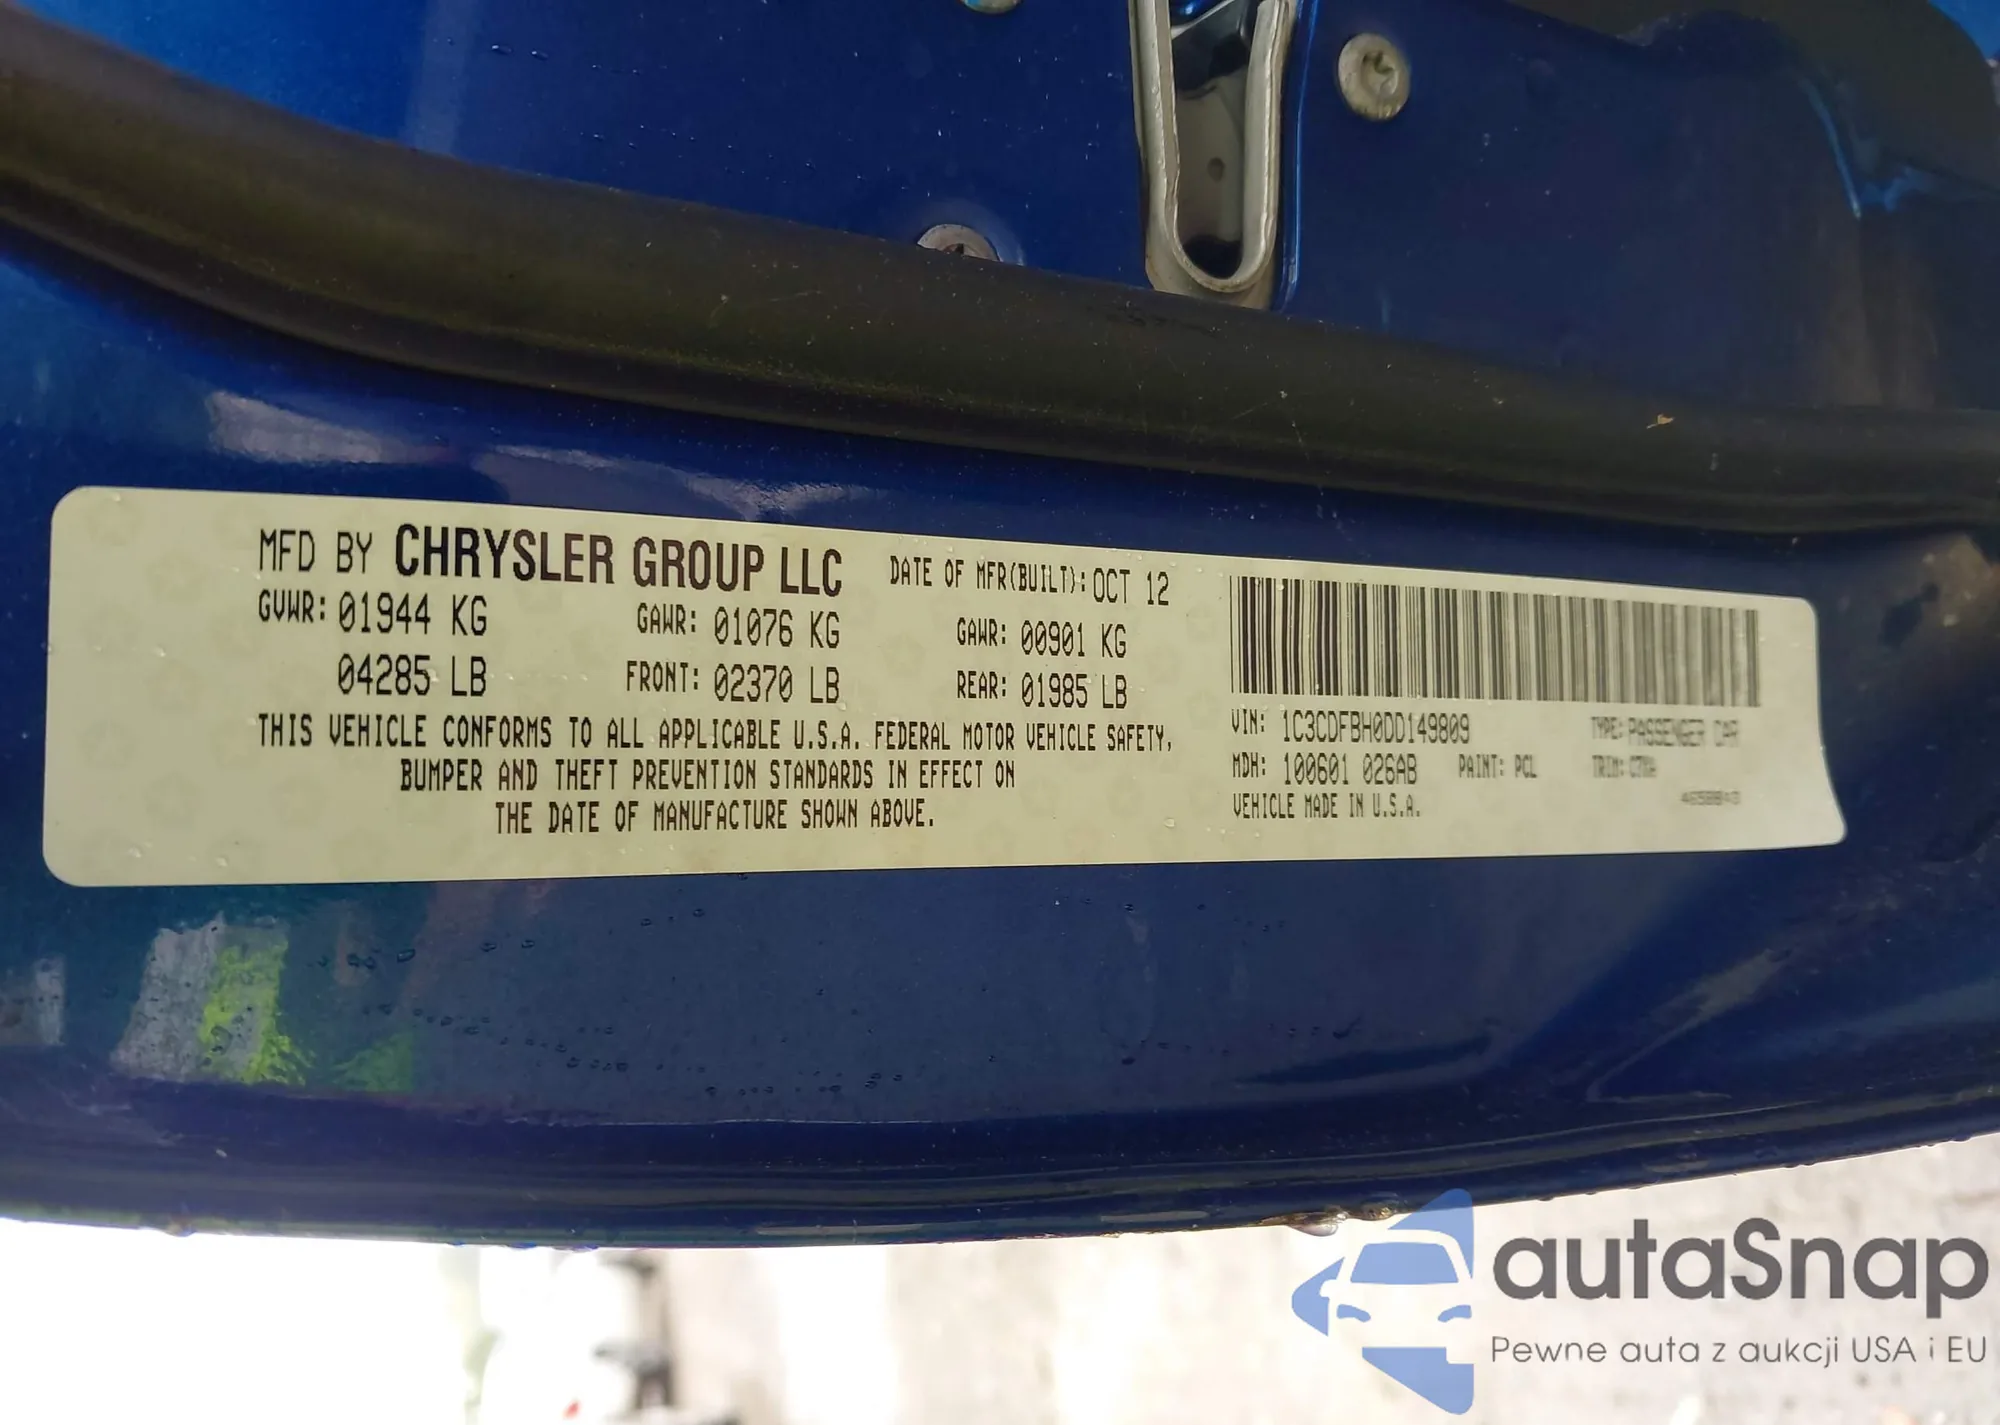 MFD BY CHRYSLER GROUP LLC DATE OF MFR(BUILT): OCT 12
GVWR: 01944 KG GAWR: 01076 KG GAWR: 00901 KG
04285 LB FRONT: 02370 LB REAR: 01985 LB
THIS VEHICLE CONFORMS TO ALL APPLICABLE U.S.A. FEDERAL MOTOR VEHICLE SAFETY,
BUMPER AND THEFT PREVENTION STANDARDS IN EFFECT ON
THE DATE OF MANUFACTURE SHOWN ABOVE.
VIN: 1C3CDFBH0DD149809 TYPE: PASSENGER CAR
MDH: 100601 026AB PAINT: PCL TRIM:
VEHICLE MADE IN U.S.A.
autaSnap
Pewne auta z aukcji USA i EU